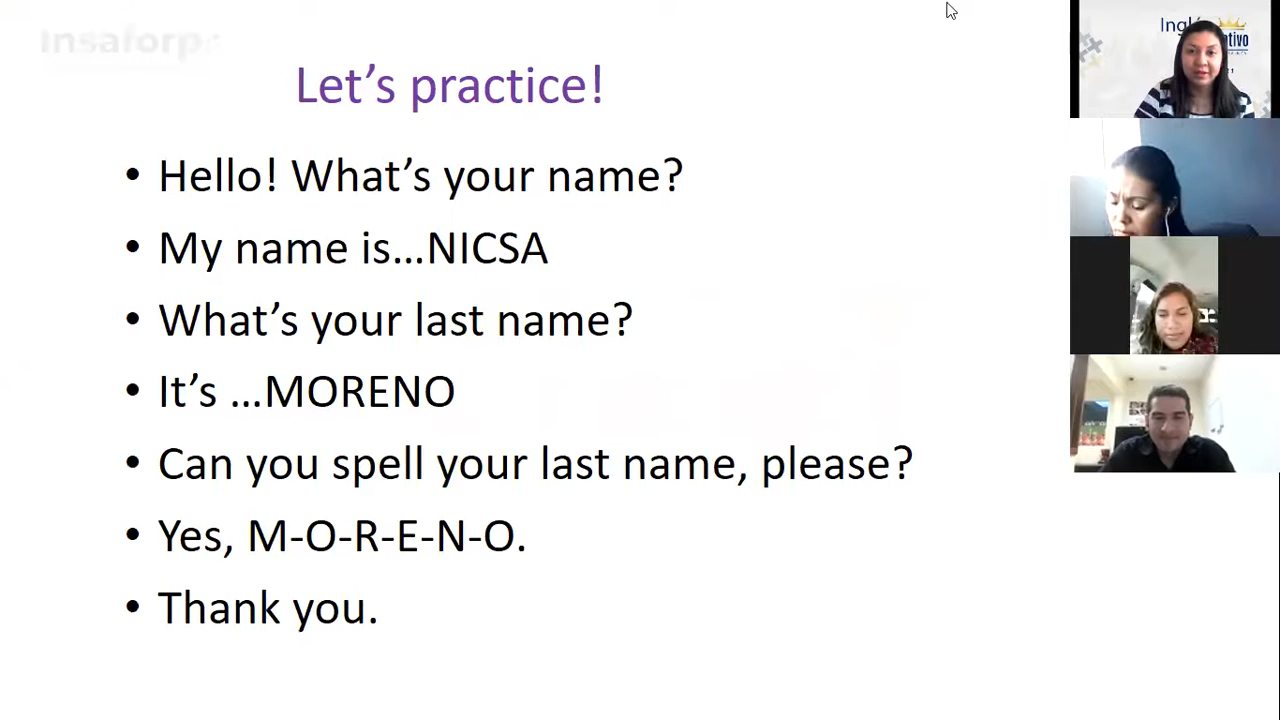 Let's practice!
• Hello! What's your name?
• My name is...NICSA
• What's your last name?
• It's ...MORENO
• Can you spell your last name, please?
• Yes, M-O-R-E-N-O.
• Thank you.